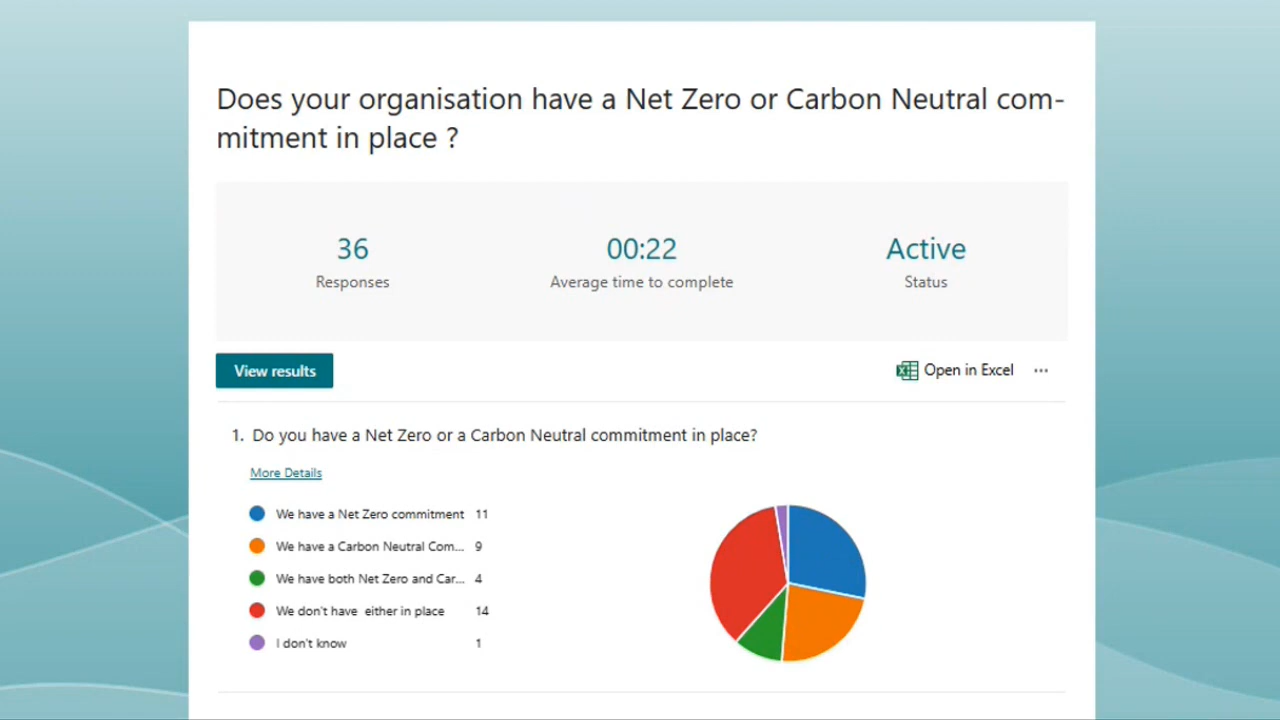 Does your organisation have a Net Zero or Carbon Neutral com-
mitment in place ?
36
Responses
00:22
Average time to complete
Active
Status
View results
Open in Excel
1. Do you have a Net Zero or a Carbon Neutral commitment in place?
More Details
We have a Net Zero commitment 11
We have a Carbon Neutral Com... 9
We have both Net Zero and Car... 4
We don't have either in place 14
I don't know 1